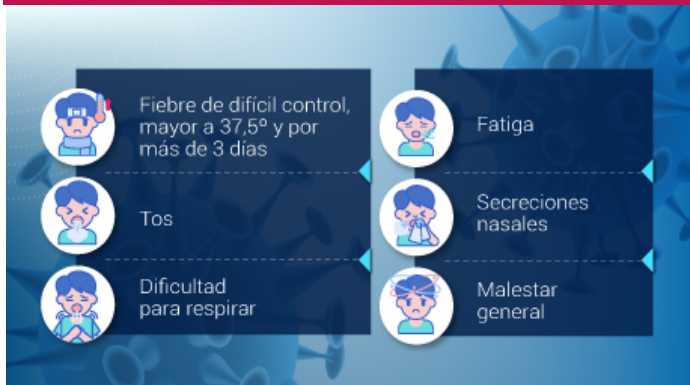 Fiebre de difícil control,
mayor a 37,5º y por
más de 3 días
Tos
Dificultad
para respirar
Fatiga
Secreciones
nasales
Malestar
general